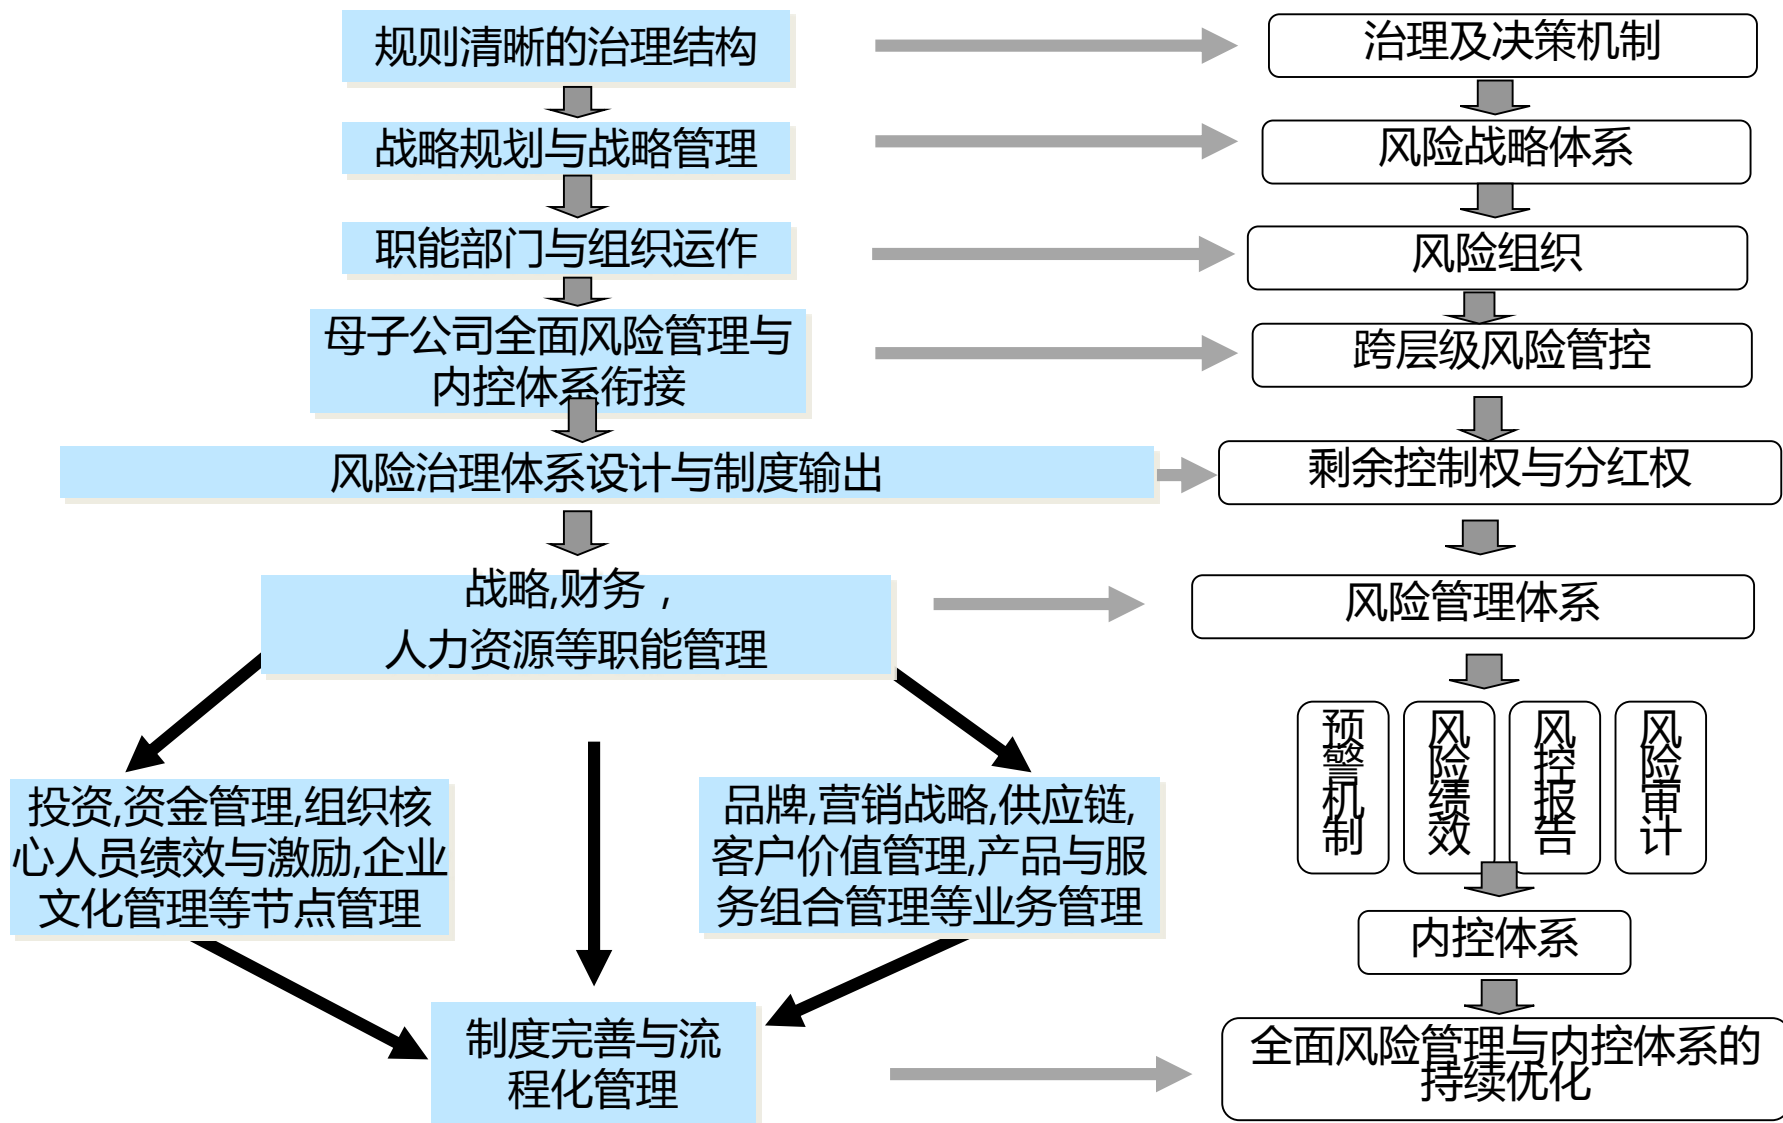 规则清晰的治理结构
治理及决策机制
战略规划与战略管理
风险战略体系
职能部门与组织运作
风险组织
母子公司全面风险管理与
内控体系衔接
跨层级风险管控
风险治理体系设计与制度输出
剩余控制权与分红权
战略,财务，
人力资源等职能管理
风险管理体系
预警机制
风险绩效
风控报告
风险审计
投资,资金管理,组织核
心人员绩效与激励,企业
文化管理等节点管理
品牌,营销战略,供应链,
客户价值管理,产品与服
务组合管理等业务管理
内控体系
制度完善与流
程化管理
全面风险管理与内控体系的
持续优化